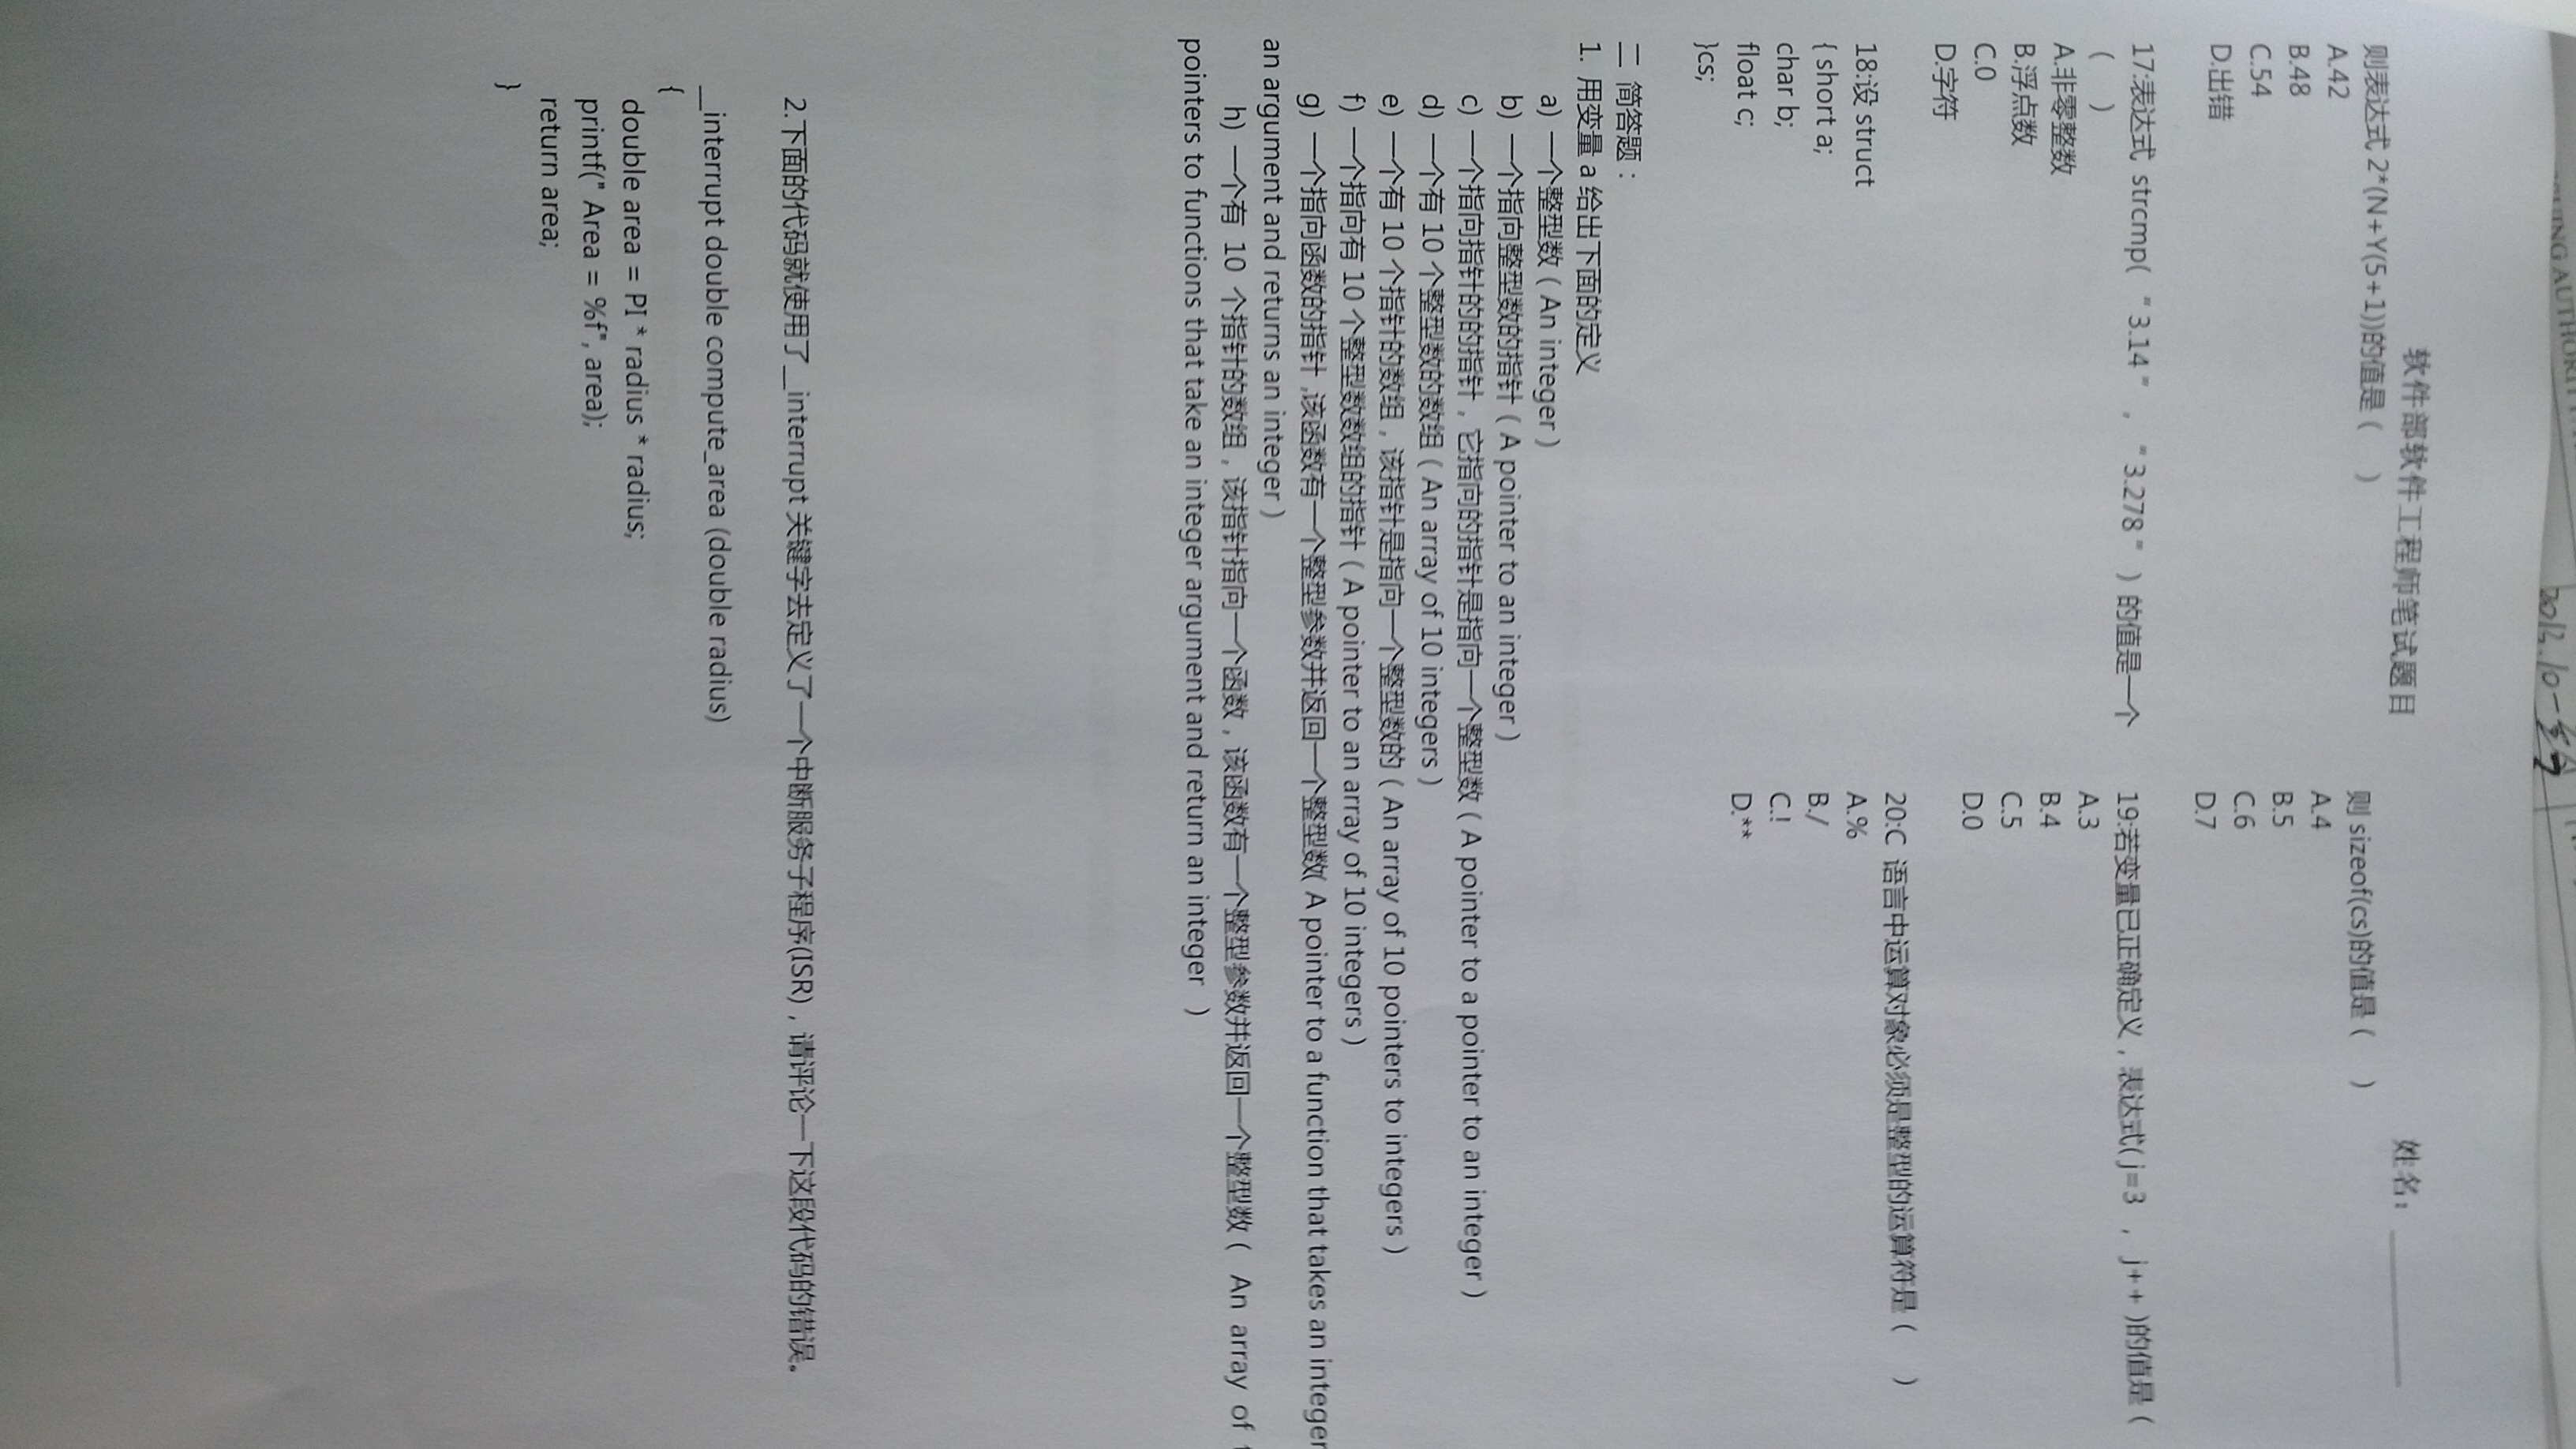 软件部软件工程师笔试题目 姓名：
则表达式 2*(N+Y(5+1))的值是（ ）
A.42
B.48
C.54
D.出错
17:表达式 strcmp( “3.14” , “3.278” ) 的值是一个
( )
A.非零整数
B.浮点数
C.0
D.字符
18:设 struct
{ short a;
char b;
float c;
}cs;
则 sizeof(cs)的值是（ ）
A.4
B.5
C.6
D.7
19:若变量已正确定义，表达式( j=3 , j++ )的值是（
A.3
B.4
C.5
D.0
20:C 语言中运算对象必须是整型的运算符是（ ）
A.%
B./
C.!
D.**
二 简答题：
1. 用变量 a 给出下面的定义
a) 一个整型数（ An integer ）
b) 一个指向整型数的指针（ A pointer to an integer ）
c) 一个指向指针的的指针，它指向的指针是指向一个整型数（ A pointer to a pointer to an integer ）
d) 一个有 10 个整型数的数组（ An array of 10 integers ）
e) 一个有 10 个指针的数组，该指针是指向一个整型数的（ An array of 10 pointers to integers ）
f) 一个指向有 10 个整型数数组的指针（ A pointer to an array of 10 integers ）
g) 一个指向函数的指针,该函数有一个整型参数并返回一个整型数( A pointer to a function that takes an integer
an argument and returns an integer )
h) 一个有 10 个指针的数组，该指针指向一个函数，该函数有一个整型参数并返回一个整型数（ An array of
pointers to functions that take an integer argument and return an integer ）
2.下面的代码就使用了__interrupt 关键字去定义了一个中断服务子程序(ISR)，请评论一下这段代码的错误。
__interrupt double compute_area (double radius)
{
double area = PI * radius * radius;
printf(" Area = %f", area);
return area;
}